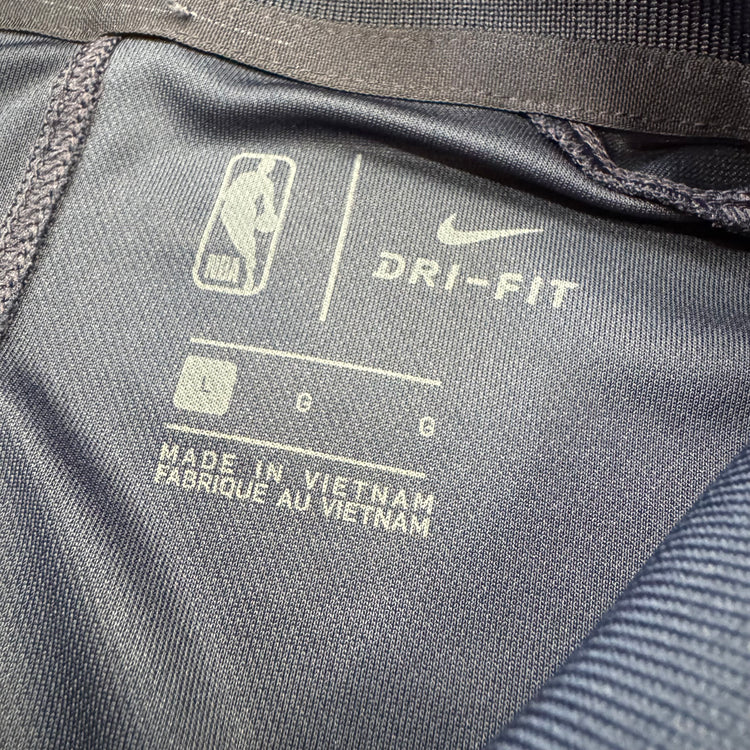 NBA
DRI-FIT
L G G
MADE IN VIETNAM
FABRIQUE AU VIETNAM